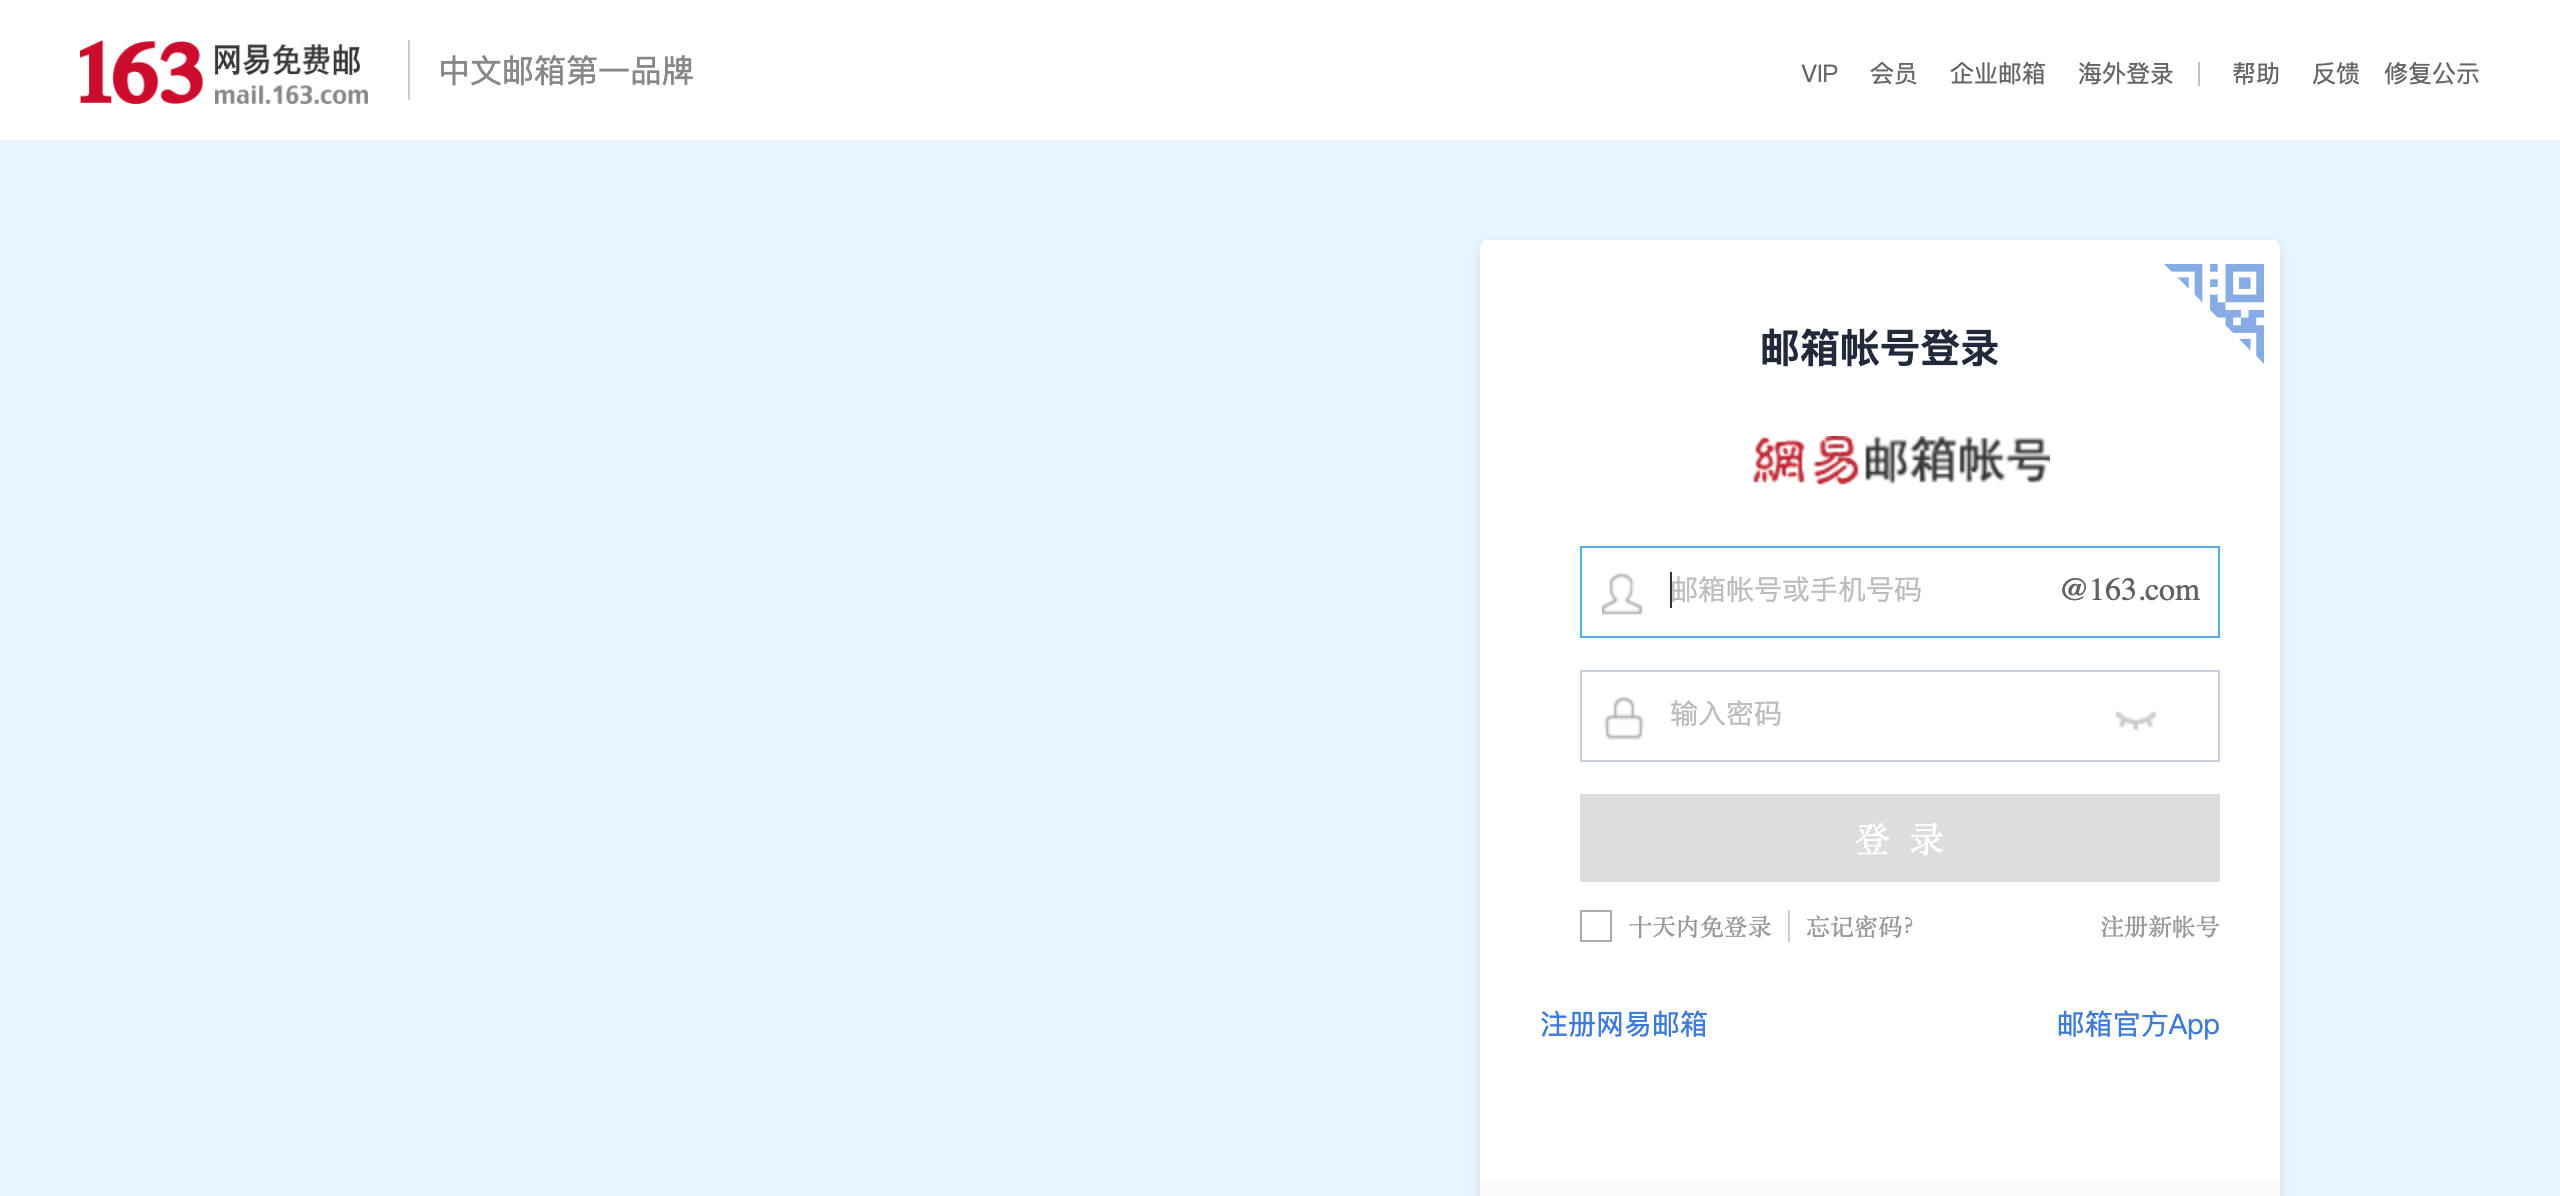 163 网易免费邮 中文邮箱第一品牌 VIP 会员 企业邮箱 海外登录 帮助 反馈 修复公示
mail.163.com
邮箱帐号登录
網易邮箱帐号
邮箱帐号或手机号码 @163.com
输入密码
登 录
十天内免登录 忘记密码? 注册新帐号
注册网易邮箱 邮箱官方App